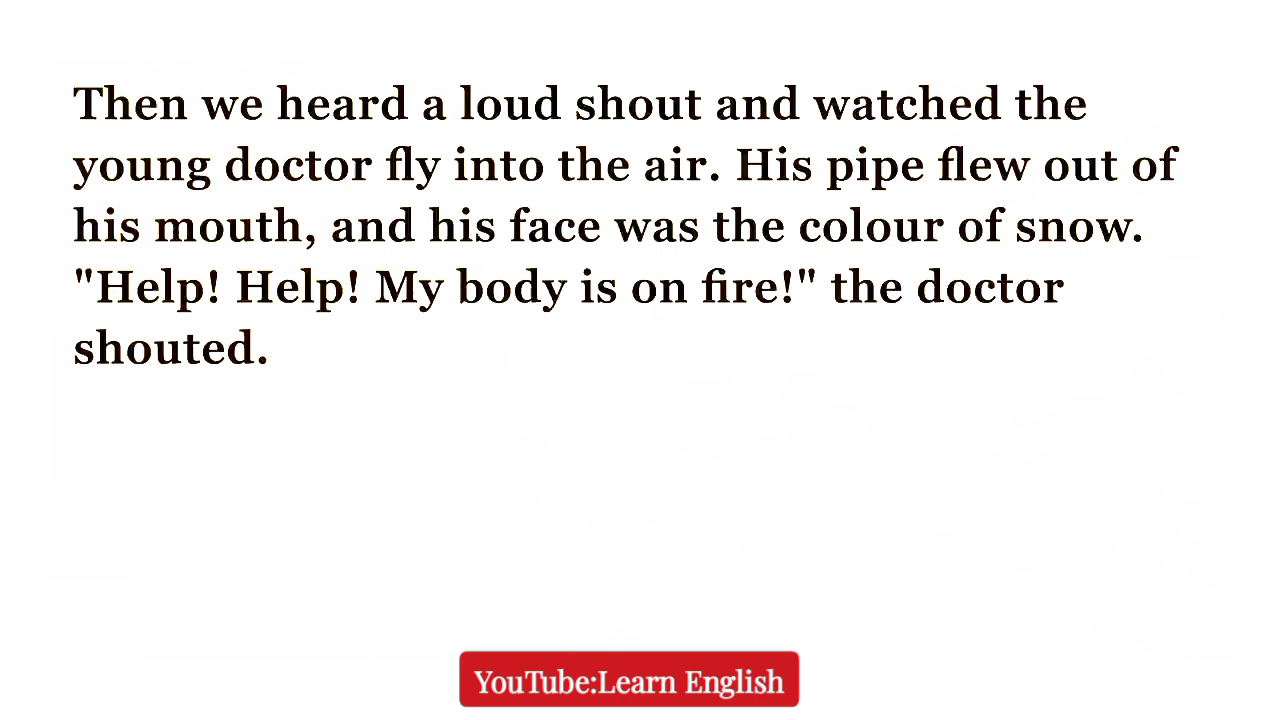 Then we heard a loud shout and watched the
young doctor fly into the air. His pipe flew out of
his mouth, and his face was the colour of snow.
"Help! Help! My body is on fire!" the doctor
shouted.
YouTube:Learn English